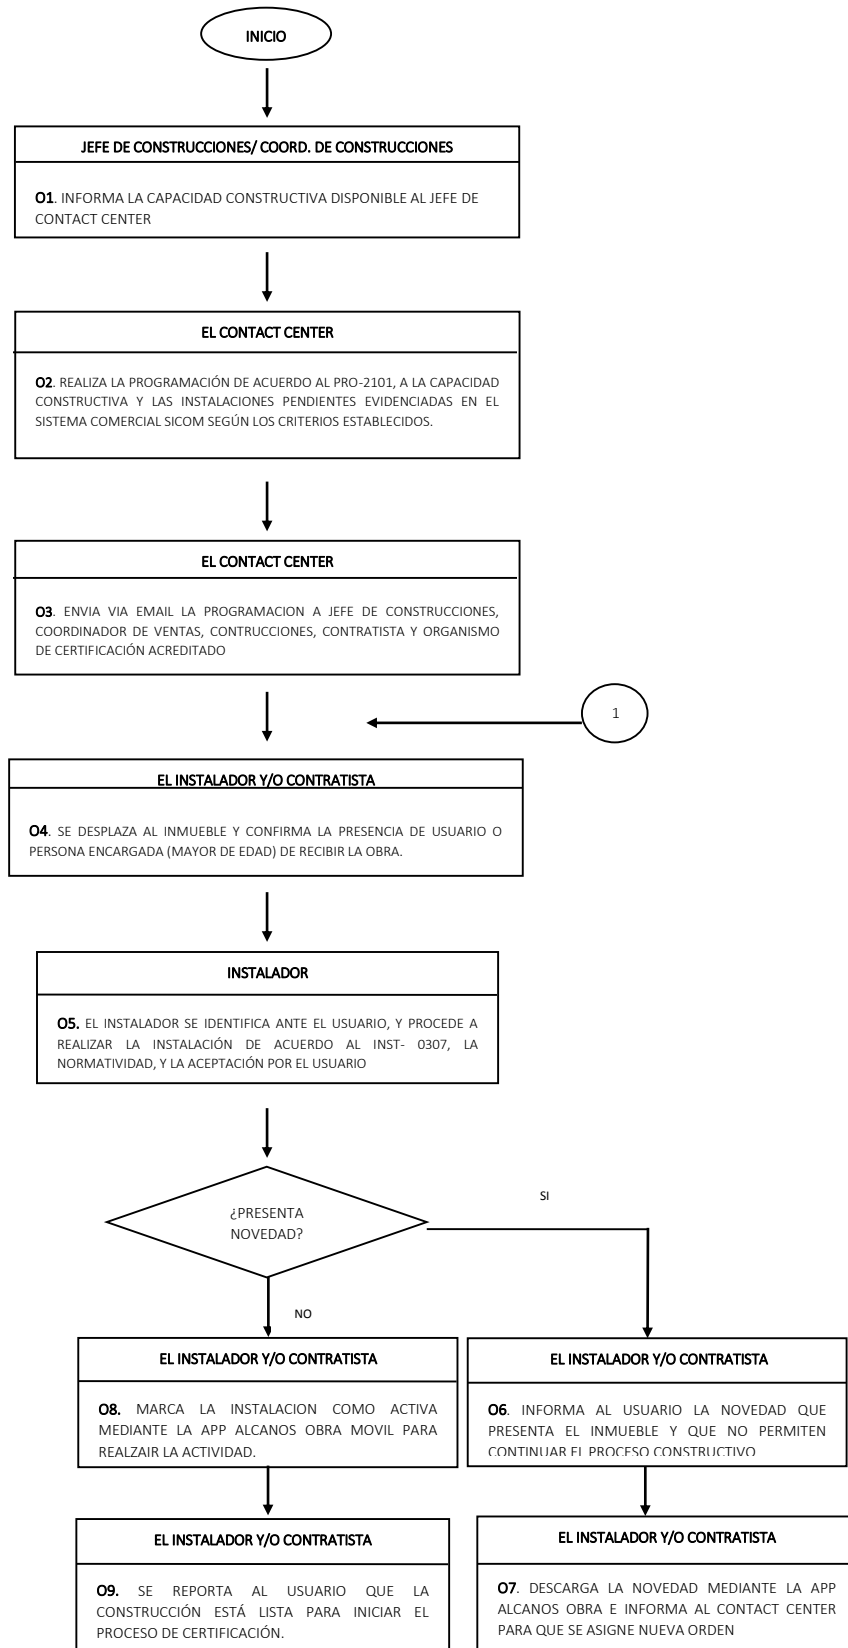 INICIO
JEFE DE CONSTRUCCIONES/ COORD. DE CONSTRUCCIONES
O1. INFORMA LA CAPACIDAD CONSTRUCTIVA DISPONIBLE AL JEFE DE
CONTACT CENTER
EL CONTACT CENTER
O2. REALIZA LA PROGRAMACIÓN DE ACUERDO AL PRO-2101, A LA CAPACIDAD
CONSTRUCTIVA Y LAS INSTALACIONES PENDIENTES EVIDENCIADAS EN EL
SISTEMA COMERCIAL SICOM SEGÚN LOS CRITERIOS ESTABLECIDOS.
EL CONTACT CENTER
O3. ENVIA VIA EMAIL LA PROGRAMACION A JEFE DE CONSTRUCCIONES,
COORDINADOR DE VENTAS, CONTRUCCIONES, CONTRATISTA Y ORGANISMO
DE CERTIFICACIÓN ACREDITADO
1
EL INSTALADOR Y/O CONTRATISTA
O4. SE DESPLAZA AL INMUEBLE Y CONFIRMA LA PRESENCIA DE USUARIO O
PERSONA ENCARGADA (MAYOR DE EDAD) DE RECIBIR LA OBRA.
INSTALADOR
O5. EL INSTALADOR SE IDENTIFICA ANTE EL USUARIO, Y PROCEDE A
REALIZAR LA INSTALACIÓN DE ACUERDO AL INST- 0307, LA
NORMATIVIDAD, Y LA ACEPTACIÓN POR EL USUARIO
¿PRESENTA
NOVEDAD?
SI
NO
EL INSTALADOR Y/O CONTRATISTA
O8. MARCA LA INSTALACION COMO ACTIVA
MEDIANTE LA APP ALCANOS OBRA MOVIL PARA
REALZAIR LA ACTIVIDAD.
EL INSTALADOR Y/O CONTRATISTA
O6. INFORMA AL USUARIO LA NOVEDAD QUE
PRESENTA EL INMUEBLE Y QUE NO PERMITEN
CONTINUAR EL PROCESO CONSTRUCTIVO
EL INSTALADOR Y/O CONTRATISTA
O9. SE REPORTA AL USUARIO QUE LA
CONSTRUCCIÓN ESTÁ LISTA PARA INICIAR EL
PROCESO DE CERTIFICACIÓN.
EL INSTALADOR Y/O CONTRATISTA
O7. DESCARGA LA NOVEDAD MEDIANTE LA APP
ALCANOS OBRA E INFORMA AL CONTACT CENTER
PARA QUE SE ASIGNE NUEVA ORDEN